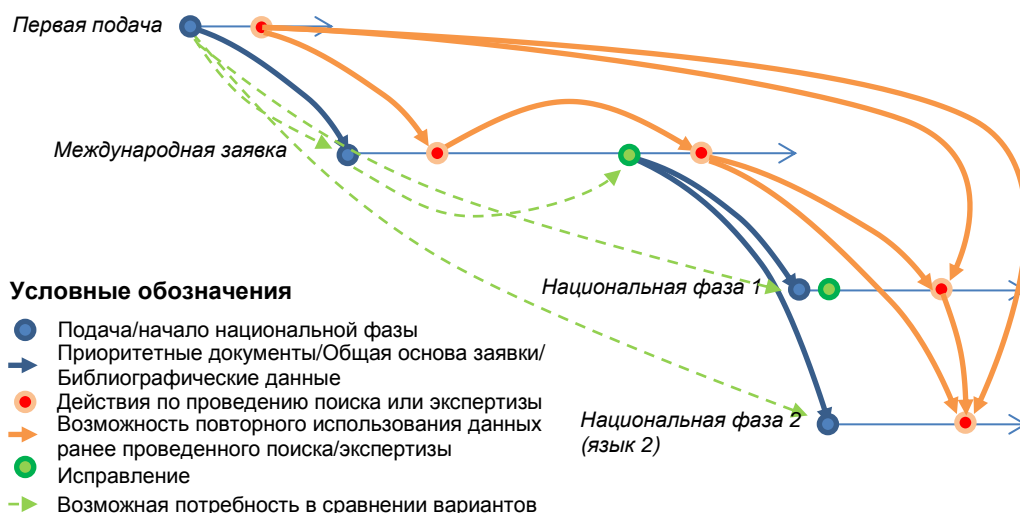 Первая подача
Международная заявка
Национальная фаза 1
Национальная фаза 2
(язык 2)
Условные обозначения
Подача/начало национальной фазы
Приоритетные документы/Общая основа заявки/
Библиографические данные
Действия по проведению поиска или экспертизы
Возможность повторного использования данных
ранее проведенного поиска/экспертизы
Исправление
Возможная потребность в сравнении вариантов